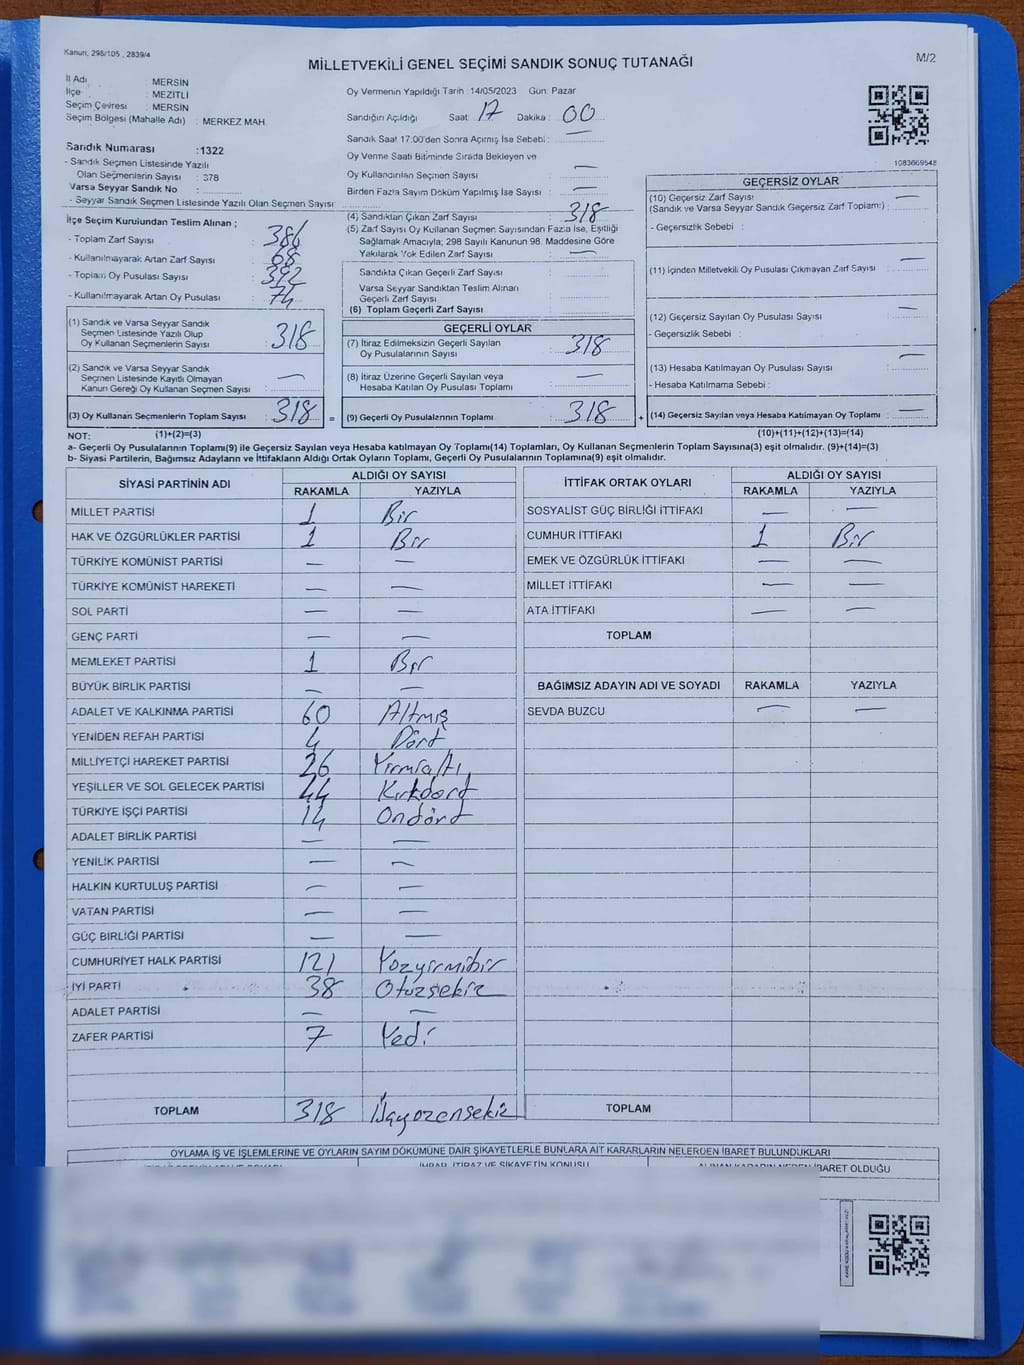 Kanun; 298/105 , 2839/4
MİLLETVEKİLİ GENEL SEÇİMİ SANDIK SONUÇ TUTANAĞI
M/2
İl Adı : MERSİN
İlçe : MEZİTLİ
Seçim Çevresi : MERSİN
Seçim Bölgesi (Mahalle Adı) : MERKEZ MAH.
Sandık Numarası :1322
- Sandık Seçmen Listesinde Yazılı
Olan Seçmenlerin Sayısı : 378
Varsa Seyyar Sandık No :
- Seyyar Sandık Seçmen Listesinde Yazılı Olan Seçmen Sayısı :
Oy Vermenin Yapıldığı Tarih :14/05/2023 Gün: Pazar
Sandığın Açıldığı Saat : 17 Dakika : 00
Sandık Saat 17:00'den Sonra Açımış İse Sebebi : —
Oy Verme Saati Bitiminde Sırada Bekleyen ve
Oy Kullandırılan Seçmen Sayısı : —
Birden Fazla Sayım Döküm Yapılmış İse Sayısı : —
1083669548
İlçe Seçim Kurulundan Teslim Alınan ;
- Toplam Zarf Sayısı : 386
- Kullanılmayarak Artan Zarf Sayısı : 68
- Toplam Oy Pusulası Sayısı : 392
- Kullanılmayarak Artan Oy Pusulası : 74
(1) Sandık ve Varsa Seyyar Sandık
Seçmen Listesinde Yazılı Olup
Oy Kullanan Seçmenlerin Sayısı : 318
(2) Sandık ve Varsa Seyyar Sandık
Seçmen Listesinde Kayıtlı Olmayan
Kanun Gereği Oy Kullanan Seçmen Sayısı : —
(3) Oy Kullanan Seçmenlerin Toplam Sayısı : 318 =
(1)+(2)=(3)
(4) Sandıktan Çıkan Zarf Sayısı : 318
(5) Zarf Sayısı Oy Kullanan Seçmen Sayısından Fazla İse, Eşitliği
Sağlamak Amacıyla; 298 Sayılı Kanunun 98. Maddesine Göre
Yakılarak Yok Edilen Zarf Sayısı : —
Sandıkta Çıkan Geçerli Zarf Sayısı :
Varsa Seyyar Sandıktan Teslim Alınan
Geçerli Zarf Sayısı :
(6) Toplam Geçerli Zarf Sayısı :
GEÇERLİ OYLAR
(7) İtiraz Edilmeksizin Geçerli Sayılan
Oy Pusulalarının Sayısı : 318
(8) İtiraz Üzerine Geçerli Sayılan veya
Hesaba Katılan Oy Pusulası Toplamı : —
(9) Geçerli Oy Pusulalarının Toplamı : 318 +
GEÇERSİZ OYLAR
(10) Geçersiz Zarf Sayısı : —
(Sandık ve Varsa Seyyar Sandık Geçersiz Zarf Toplamı)
- Geçersizlik Sebebi :
(11) İçinden Milletvekili Oy Pusulası Çıkmayan Zarf Sayısı : —
(12) Geçersiz Sayılan Oy Pusulası Sayısı : —
- Geçersizlik Sebebi :
(13) Hesaba Katılmayan Oy Pusulası Sayısı : —
- Hesaba Katılmama Sebebi :
(14) Geçersiz Sayılan veya Hesaba Katılmayan Oy Toplamı : —
(10)+(11)+(12)+(13)=(14)
NOT:
a- Geçerli Oy Pusulalarının Toplamı(9) ile Geçersiz Sayılan veya Hesaba katılmayan Oy Toplamı(14) Toplamları, Oy Kullanan Seçmenlerin Toplam Sayısına(3) eşit olmalıdır. (9)+(14)=(3)
b- Siyasi Partilerin, Bağımsız Adayların ve İttifakların Aldığı Ortak Oyların Toplamı, Geçerli Oy Pusulalarının Toplamına(9) eşit olmalıdır.
SİYASİ PARTİNİN ADI ALDIĞI OY SAYISI
RAKAMLA YAZIYLA
MİLLET PARTİSİ 1 Bir
HAK VE ÖZGÜRLÜKLER PARTİSİ 1 Bir
TÜRKİYE KOMÜNİST PARTİSİ — —
TÜRKİYE KOMÜNİST HAREKETİ — —
SOL PARTİ — —
GENÇ PARTİ — —
MEMLEKET PARTİSİ 1 Bir
BÜYÜK BİRLİK PARTİSİ — —
ADALET VE KALKINMA PARTİSİ 60 Altmış
YENİDEN REFAH PARTİSİ 4 Dört
MİLLİYETÇİ HAREKET PARTİSİ 26 Yirmialtı
YEŞİLLER VE SOL GELECEK PARTİSİ 44 Kırkdört
TÜRKİYE İŞÇİ PARTİSİ 14 Ondört
ADALET BİRLİK PARTİSİ — —
YENİLİK PARTİSİ — —
HALKIN KURTULUŞ PARTİSİ — —
VATAN PARTİSİ — —
GÜÇ BİRLİĞİ PARTİSİ — —
CUMHURİYET HALK PARTİSİ 121 Yözyirmibir
İYİ PARTİ 38 Otuzsekiz
ADALET PARTİSİ — —
ZAFER PARTİSİ 7 Yedi
TOPLAM 318 Üçyözonsekiz
İTTİFAK ORTAK OYLARI ALDIĞI OY SAYISI
RAKAMLA YAZIYLA
SOSYALİST GÜÇ BİRLİĞİ İTTİFAKI — —
CUMHUR İTTİFAKI 1 Bir
EMEK VE ÖZGÜRLÜK İTTİFAKI — —
MİLLET İTTİFAKI — —
ATA İTTİFAKI — —
TOPLAM
BAĞIMSIZ ADAYIN ADI VE SOYADI RAKAMLA YAZIYLA
SEVDA BUZCU — —
TOPLAM
OYLAMA İŞ VE İŞLEMLERİNE VE OYLARIN SAYIM DÖKÜMÜNE DAİR ŞİKAYETLERLE BUNLARA AİT KARARLARIN NELERDEN İBARET BULUNDUKLARI
İHBAR, İTİRAZ VE ŞİKAYETİN KONUSU ALINAN KARARIN NEDEN İBARET OLDUĞU